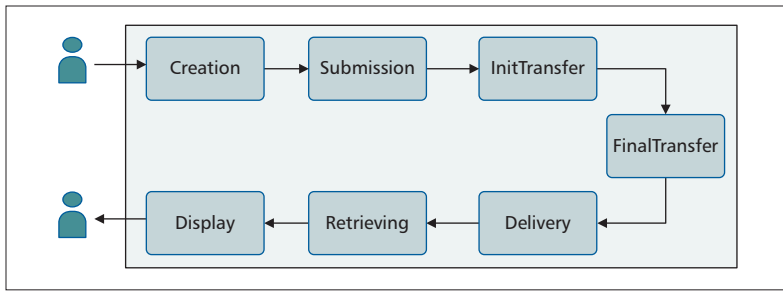 Creation
Submission
InitTransfer
FinalTransfer
Delivery
Retrieving
Display